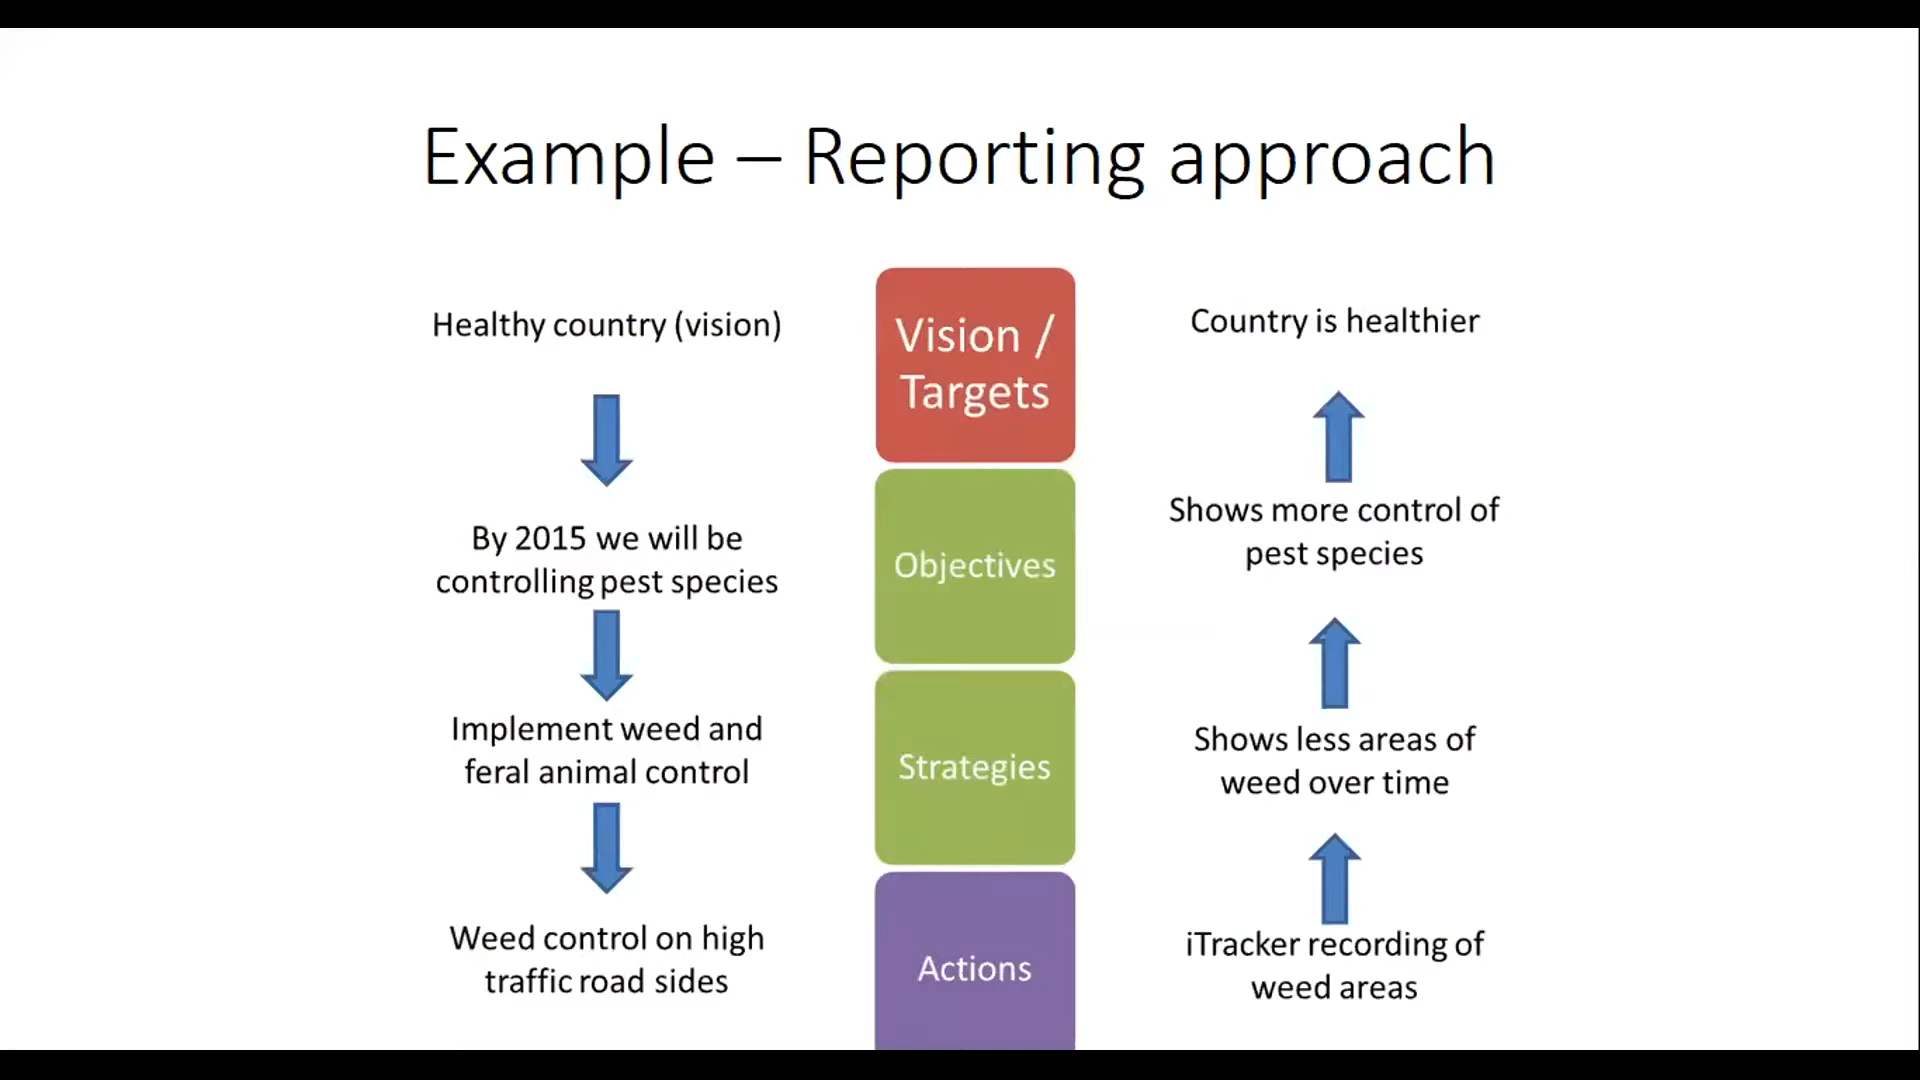 Example – Reporting approach
Healthy country (vision)
By 2015 we will be
controlling pest species
Implement weed and
feral animal control
Weed control on high
traffic road sides
Vision /
Targets
Objectives
Strategies
Actions
Country is healthier
Shows more control of
pest species
Shows less areas of
weed over time
iTracker recording of
weed areas